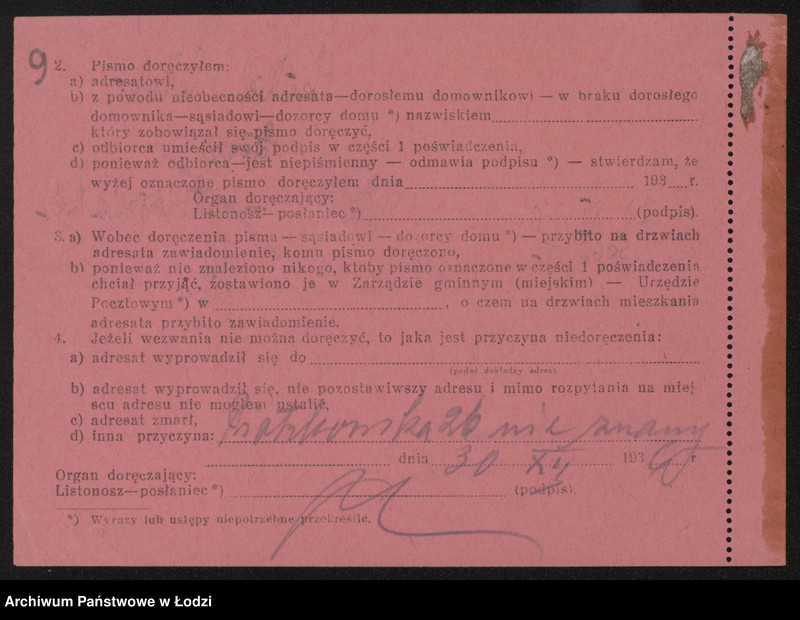 9
2. Pismo doręczyłem:
a) adresatowi,
b) z powodu nieobecności adresata—dorosłemu domownikowi — w braku dorosłego
domownika—sąsiadowi—dozorcy domu *) nazwiskiem
który zobowiązał się pismo doręczyć,
c) odbiorca umieścił swój podpis w części 1 poświadczenia,
d) ponieważ odbiorca—jest niepiśmienny — odmawia podpisu *) — stwierdzam, że
wyżej oznaczone pismo doręczyłem dnia 193 r.
Organ doręczający:
Listonosz—posłaniec *) (podpis).
3. a) Wobec doręczenia pisma — sąsiadowi — dozorcy domu *) — przybito na drzwiach
adresata zawiadomienie, komu pismo doręczono,
b) ponieważ nie znaleziono nikogo, ktoby pismo oznaczone w części 1 poświadczenia
chciał przyjąć, zostawiono je w Zarządzie gminnym (miejskim) — Urzędzie
Pocztowym *) w , o czem na drzwiach mieszkania
adresata przybito zawiadomienie.
4. Jeżeli wezwania nie można doręczyć, to jaka jest przyczyna niedoręczenia:
a) adresat wyprowadził się do
(podać dokładny adres)
b) adresat wyprowadził się, nie pozostawiwszy adresu i mimo rozpytania na miej-
scu adresu nie mogłem ustalić,
c) adresat zmarł,
d) inna przyczyna: Piotrkowska 26 nie znany
dnia 30 XII 193 r
Organ doręczający:
Listonosz—posłaniec *) (podpis)
*) Wyrazy lub ustępy niepotrzebne przekreślić.
Archiwum Państwowe w Łodzi